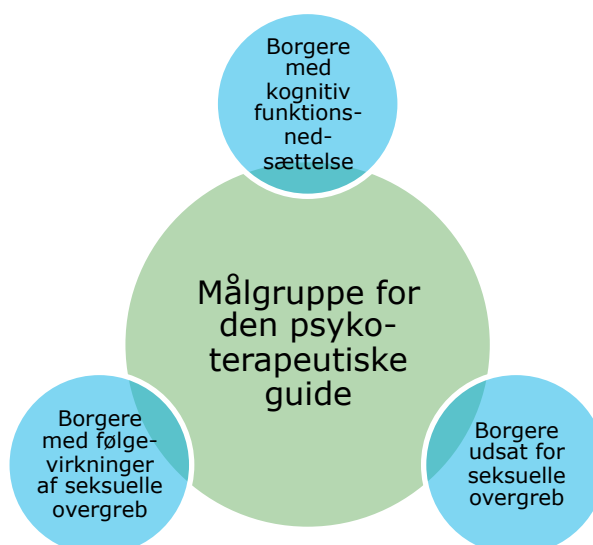 Borgere
med
kognitiv
funktions-
ned-
sættelse
Målgruppe for
den psyko-
terapeutiske
guide
Borgere
med følge-
virkninger
af seksuelle
overgreb
Borgere
udsat for
seksuelle
overgreb